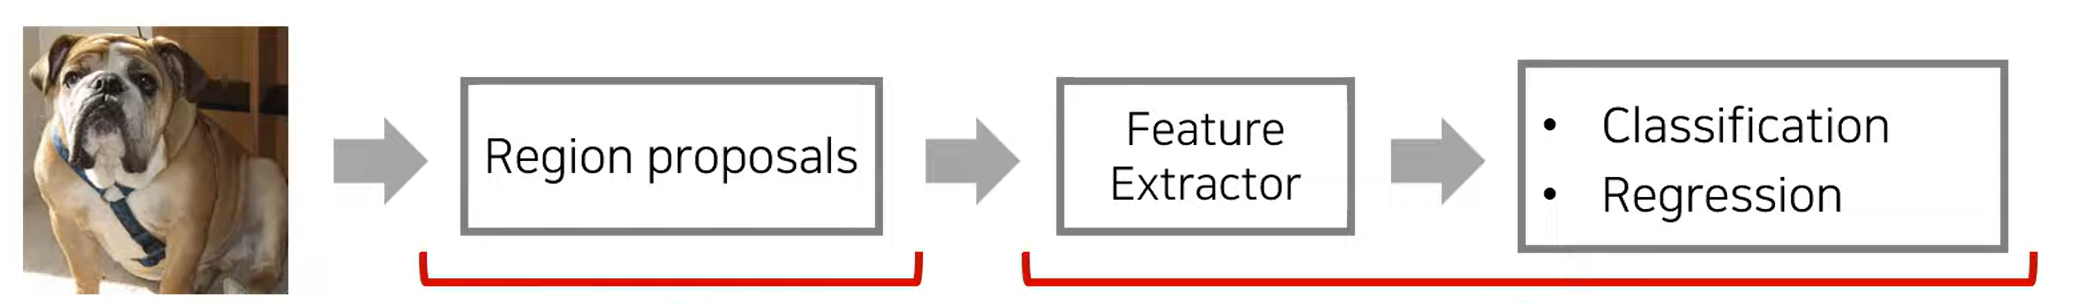 Region proposals
Feature
Extractor
• Classification
• Regression